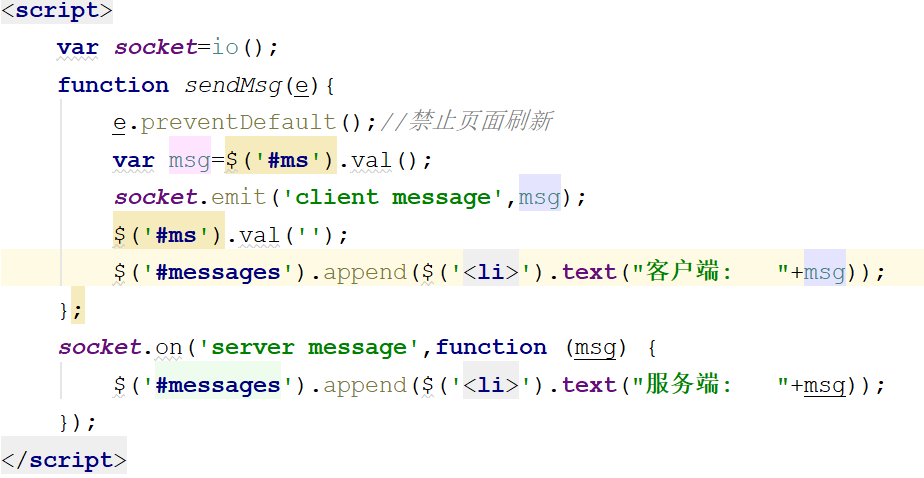 <script>
var socket=io();
function sendMsg(e){
e.preventDefault();//禁止页面刷新
var msg=$('#ms').val();
socket.emit('client message',msg);
$('#ms').val('');
$('#messages').append($('<li>').text("客户端:  "+msg));
};
socket.on('server message',function (msg) {
$('#messages').append($('<li>').text("服务端:  "+msg));
});
</script>